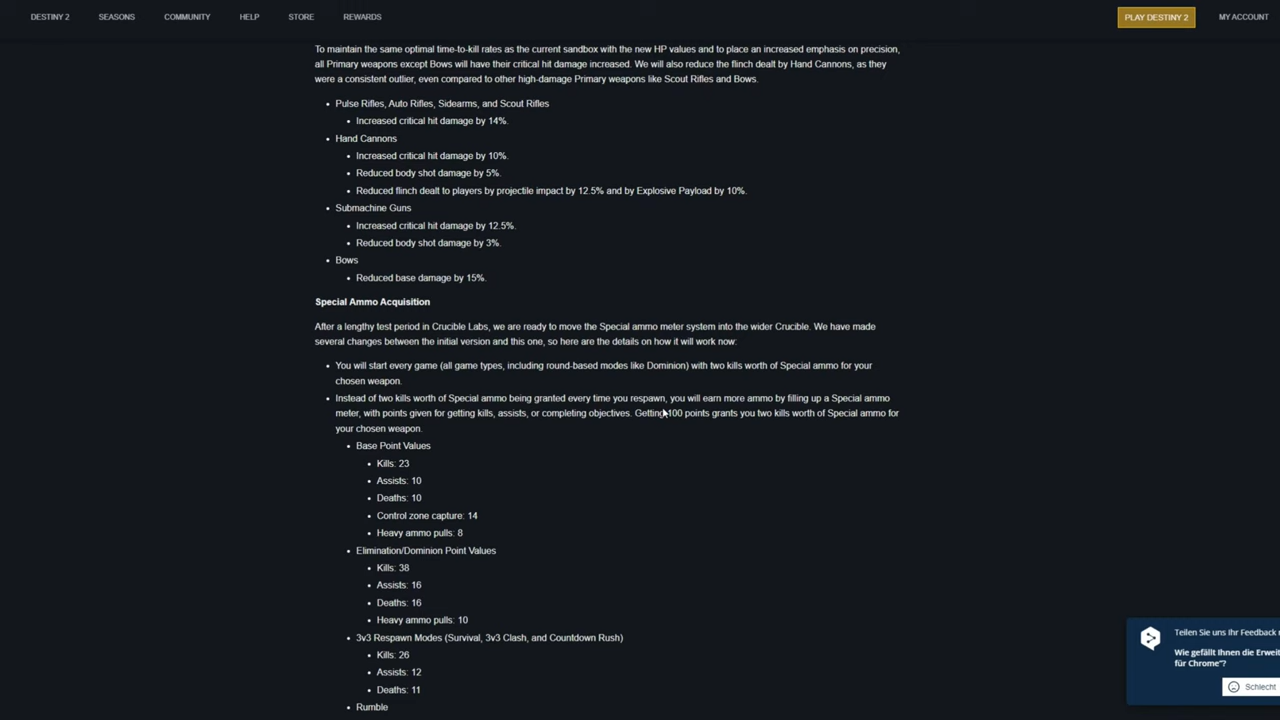 DESTINY 2 SEASONS COMMUNITY HELP STORE REWARDS PLAY DESTINY 2 MY ACCOUNT
To maintain the same optimal time-to-kill rates as the current sandbox with the new HP values and to place an increased emphasis on precision,
all Primary weapons except Bows will have their critical hit damage increased. We will also reduce the flinch dealt by Hand Cannons, as they
were a consistent outlier, even compared to other high-damage Primary weapons like Scout Rifles and Bows.
• Pulse Rifles, Auto Rifles, Sidearms, and Scout Rifles
• Increased critical hit damage by 14%.
• Hand Cannons
• Increased critical hit damage by 10%.
• Reduced body shot damage by 5%.
• Reduced flinch dealt to players by projectile impact by 12.5% and by Explosive Payload by 10%.
• Submachine Guns
• Increased critical hit damage by 12.5%.
• Reduced body shot damage by 3%.
• Bows
• Reduced base damage by 15%.
Special Ammo Acquisition
After a lengthy test period in Crucible Labs, we are ready to move the Special ammo meter system into the wider Crucible. We have made
several changes between the initial version and this one, so here are the details on how it will work now:
• You will start every game (all game types, including round-based modes like Dominion) with two kills worth of Special ammo for your
chosen weapon.
• Instead of two kills worth of Special ammo being granted every time you respawn, you will earn more ammo by filling up a Special ammo
meter, with points given for getting kills, assists, or completing objectives. Getting 100 points grants you two kills worth of Special ammo for
your chosen weapon.
• Base Point Values
• Kills: 23
• Assists: 10
• Deaths: 10
• Control zone capture: 14
• Heavy ammo pulls: 8
• Elimination/Dominion Point Values
• Kills: 38
• Assists: 16
• Deaths: 16
• Heavy ammo pulls: 10
• 3v3 Respawn Modes (Survival, 3v3 Clash, and Countdown Rush)
• Kills: 26
• Assists: 12
• Deaths: 11
• Rumble
Teilen Sie uns Ihr Feedback
Wie gefällt Ihnen die Erweit
für Chrome"?
Schlecht